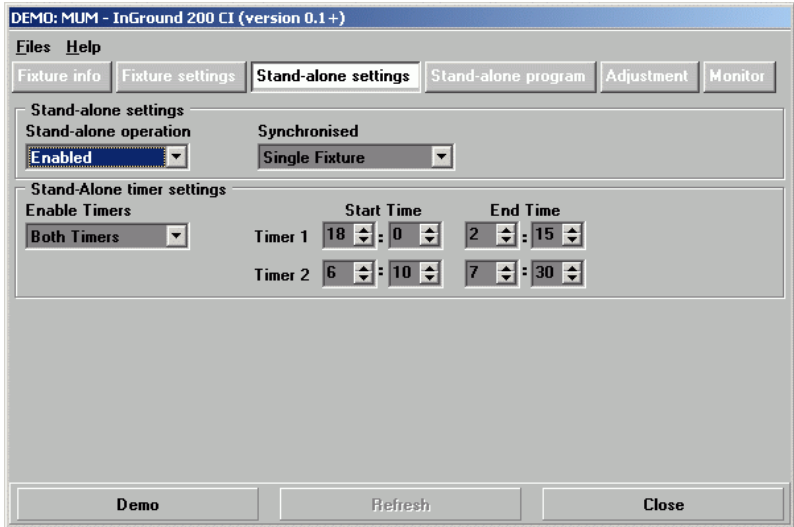 DEMO: MUM - InGround 200 CI (version 0.1+)
Files Help
Fixture info Fixture settings Stand-alone settings Stand-alone program Adjustment Monitor
Stand-alone settings
Stand-alone operation Synchronised
Enabled Single Fixture
Stand-Alone timer settings
Enable Timers Start Time End Time
Both Timers Timer 1 18 : 0 2 : 15
Timer 2 6 : 10 7 : 30
Demo Refresh Close